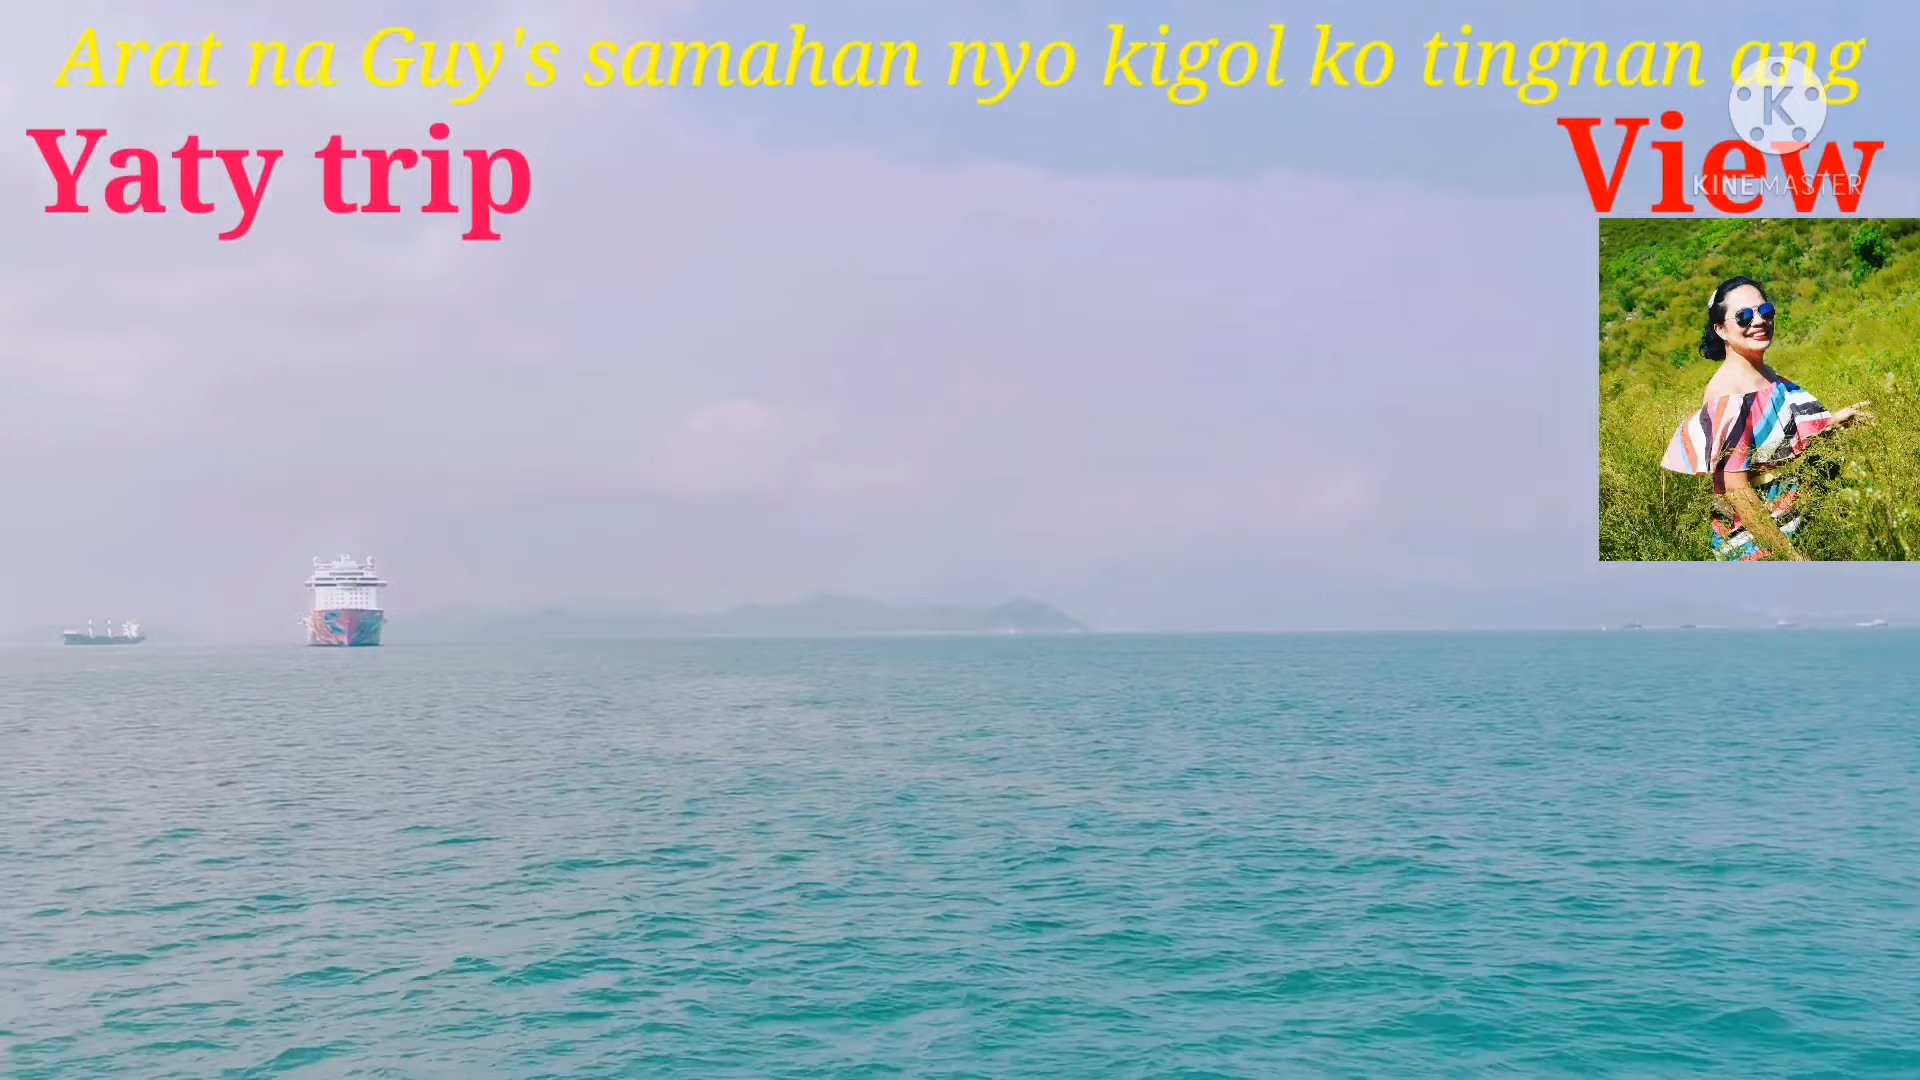 Arat na Guy's samahan nyo kigol ko tingnan ang
Yaty trip
View
K
KINEMASTER